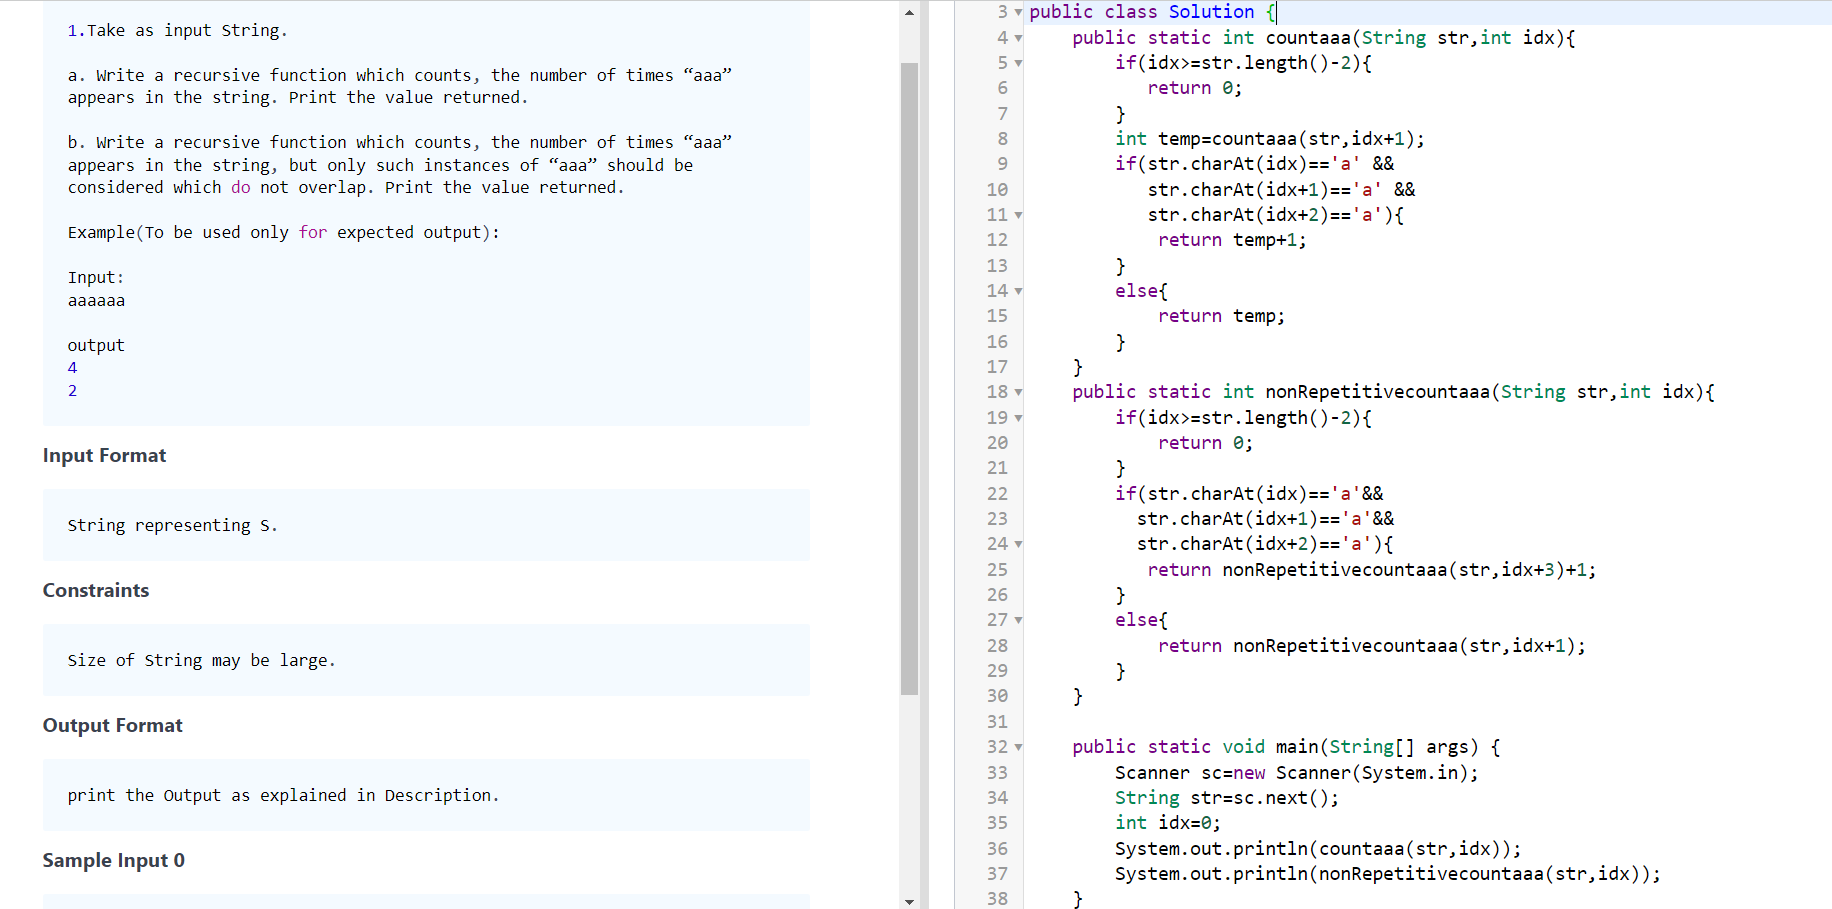 1.Take as input String.
a. Write a recursive function which counts, the number of times “aaa”
appears in the string. Print the value returned.
b. Write a recursive function which counts, the number of times “aaa”
appears in the string, but only such instances of “aaa” should be
considered which do not overlap. Print the value returned.
Example(To be used only for expected output):
Input:
aaaaaa
output
4
2
Input Format
String representing S.
Constraints
Size of String may be large.
Output Format
print the Output as explained in Description.
Sample Input 0
3 public class Solution {
4 public static int countaaa(String str,int idx){
5 if(idx>=str.length()-2){
6 return 0;
7 }
8 int temp=countaaa(str,idx+1);
9 if(str.charAt(idx)=='a' &&
10 str.charAt(idx+1)=='a' &&
11 str.charAt(idx+2)=='a'){
12 return temp+1;
13 }
14 else{
15 return temp;
16 }
17 }
18 public static int nonRepetitivecountaaa(String str,int idx){
19 if(idx>=str.length()-2){
20 return 0;
21 }
22 if(str.charAt(idx)=='a'&&
23 str.charAt(idx+1)=='a'&&
24 str.charAt(idx+2)=='a'){
25 return nonRepetitivecountaaa(str,idx+3)+1;
26 }
27 else{
28 return nonRepetitivecountaaa(str,idx+1);
29 }
30 }
31
32 public static void main(String[] args) {
33 Scanner sc=new Scanner(System.in);
34 String str=sc.next();
35 int idx=0;
36 System.out.println(countaaa(str,idx));
37 System.out.println(nonRepetitivecountaaa(str,idx));
38 }